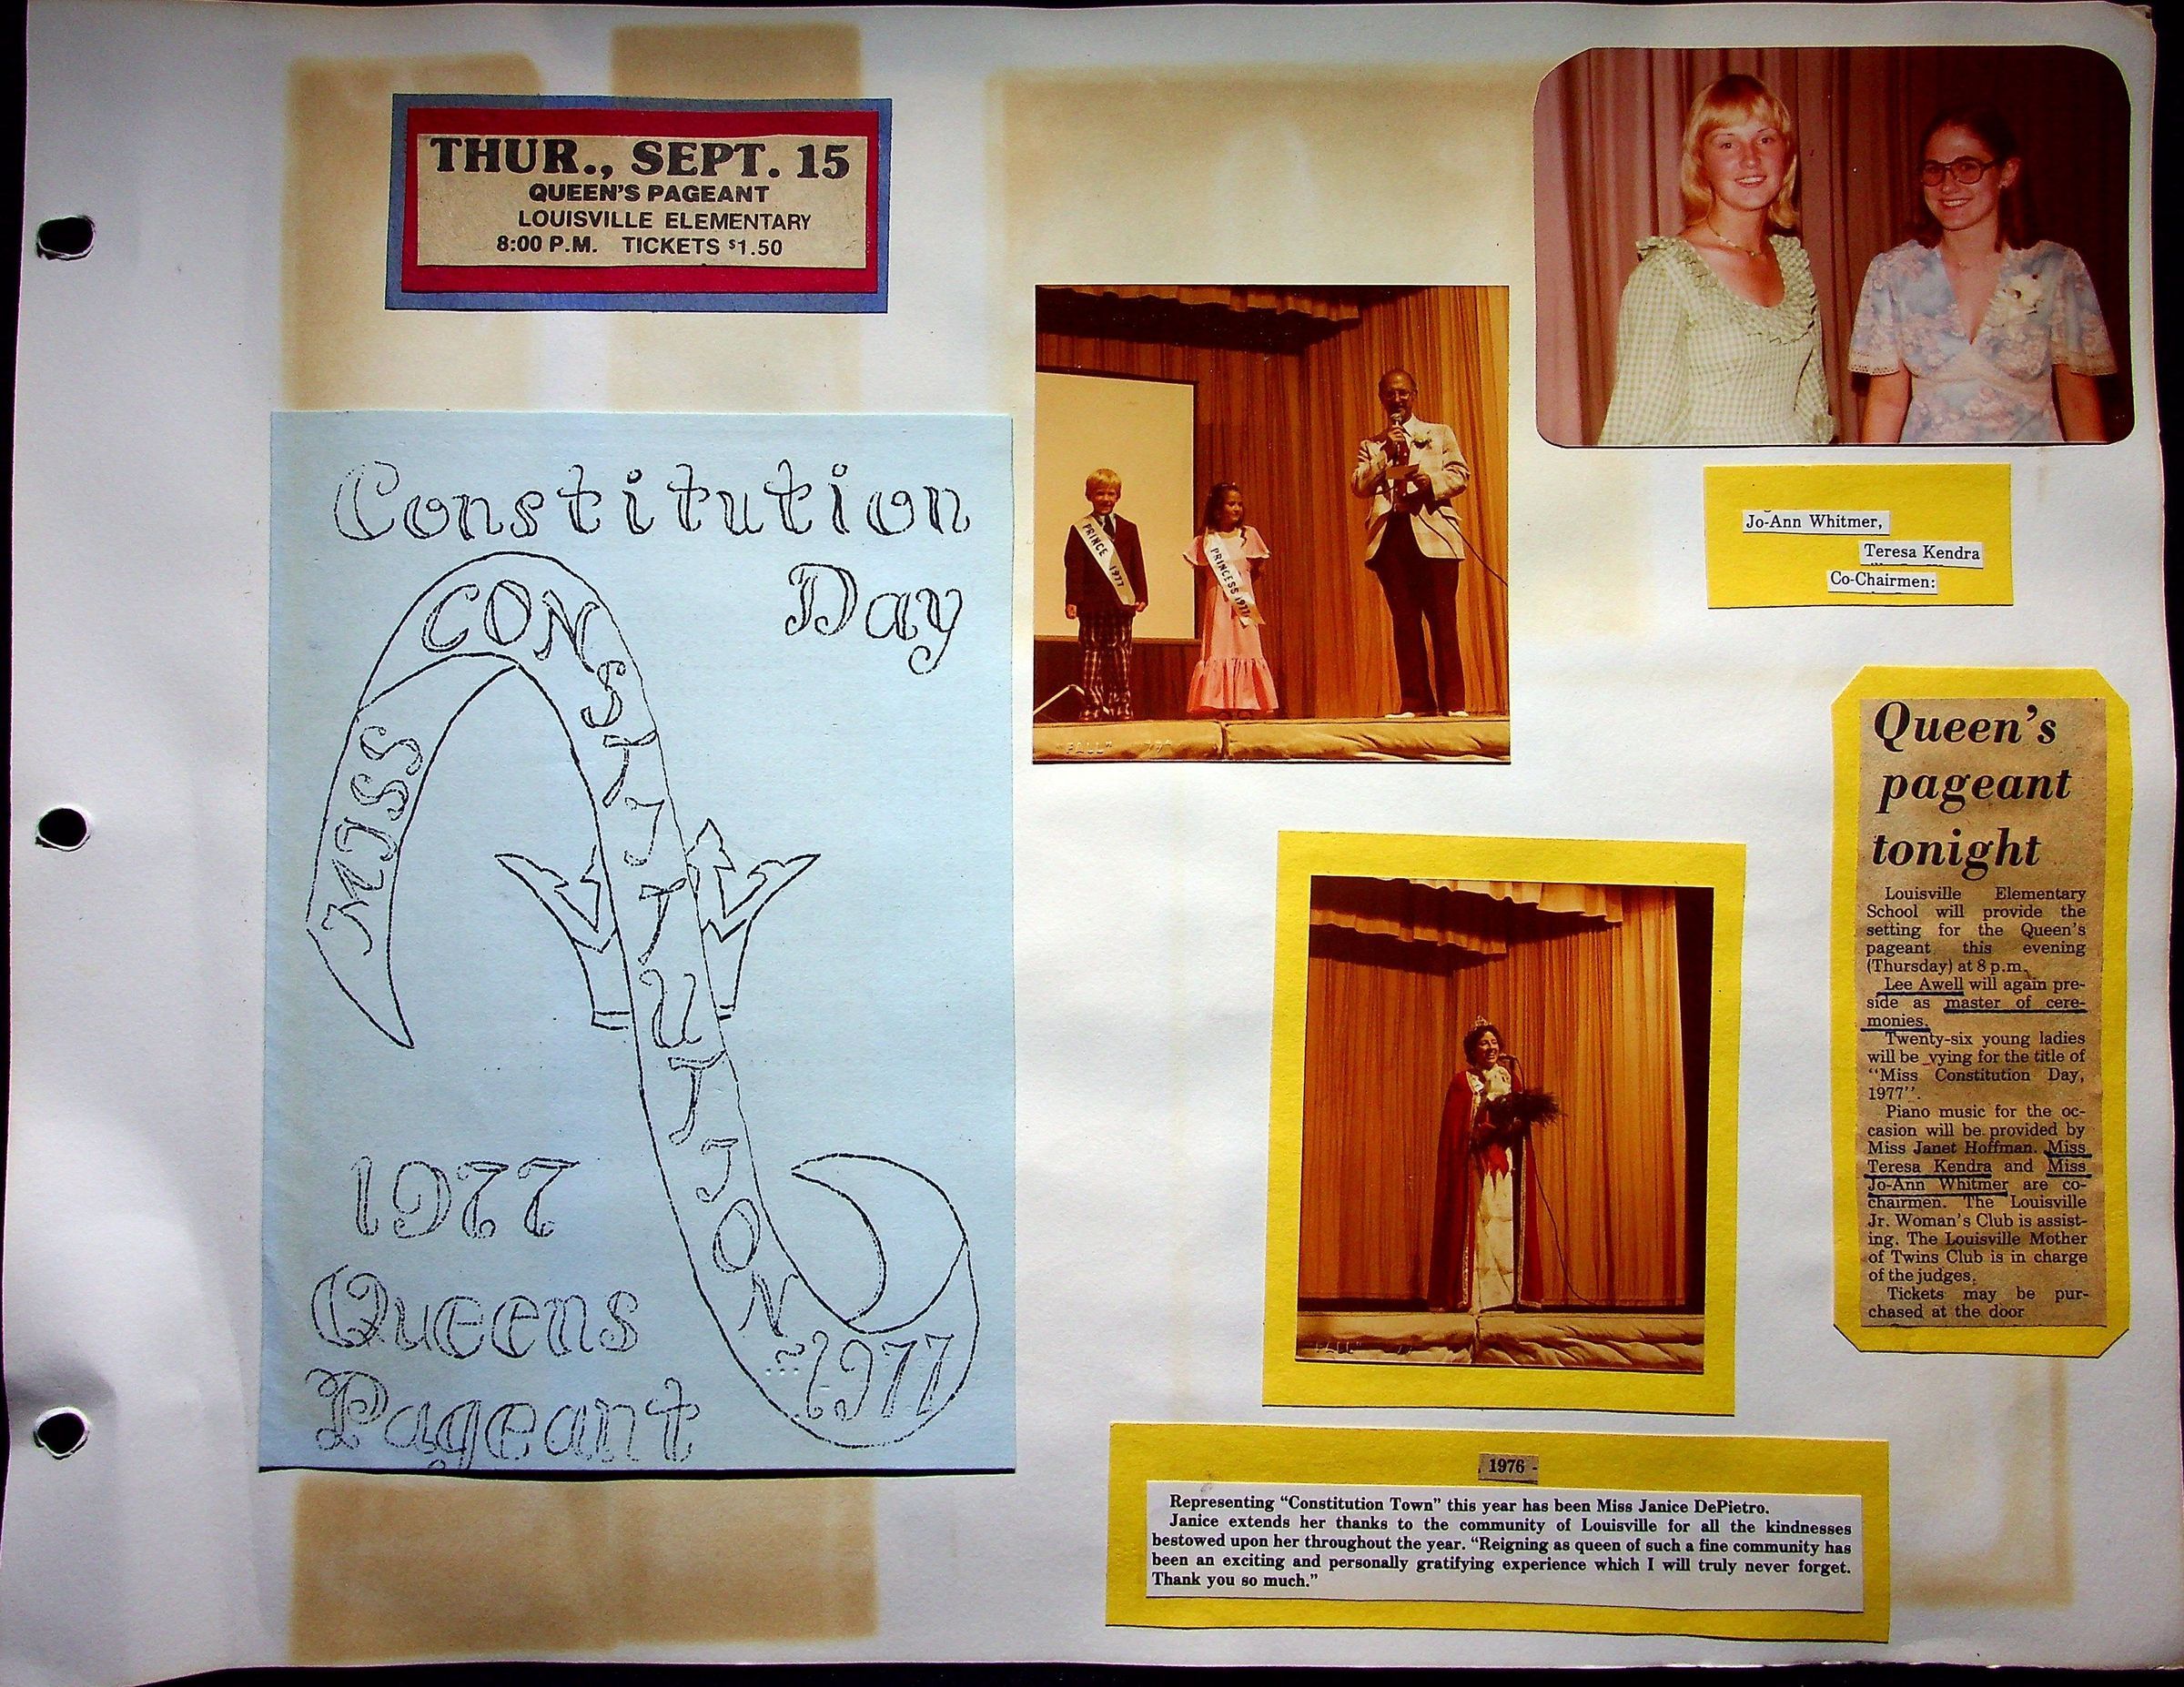 THUR., SEPT. 15
QUEEN'S PAGEANT
LOUISVILLE ELEMENTARY
8:00 P.M. TICKETS $1.50
Constitution
Day
MISS CONSTITUTION 1977
1977
Queens
Pageant
PRINCE 1977
PRINCESS 1977
"FALL" 77"
Jo-Ann Whitmer,
Teresa Kendra
Co-Chairmen:
Queen's
pageant
tonight
Louisville Elementary
School will provide the
setting for the Queen's
pageant this evening
(Thursday) at 8 p.m.
Lee Awell will again pre-
side as master of cere-
monies.
Twenty-six young ladies
will be vying for the title of
"Miss Constitution Day,
1977".
Piano music for the oc-
casion will be provided by
Miss Janet Hoffman. Miss
Teresa Kendra and Miss
Jo-Ann Whitmer are co-
chairmen. The Louisville
Jr. Woman's Club is assist-
ing. The Louisville Mother
of Twins Club is in charge
of the judges.
Tickets may be pur-
chased at the door
1976 -
Representing "Constitution Town" this year has been Miss Janice DePietro.
Janice extends her thanks to the community of Louisville for all the kindnesses
bestowed upon her throughout the year. "Reigning as queen of such a fine community has
been an exciting and personally gratifying experience which I will truly never forget.
Thank you so much."